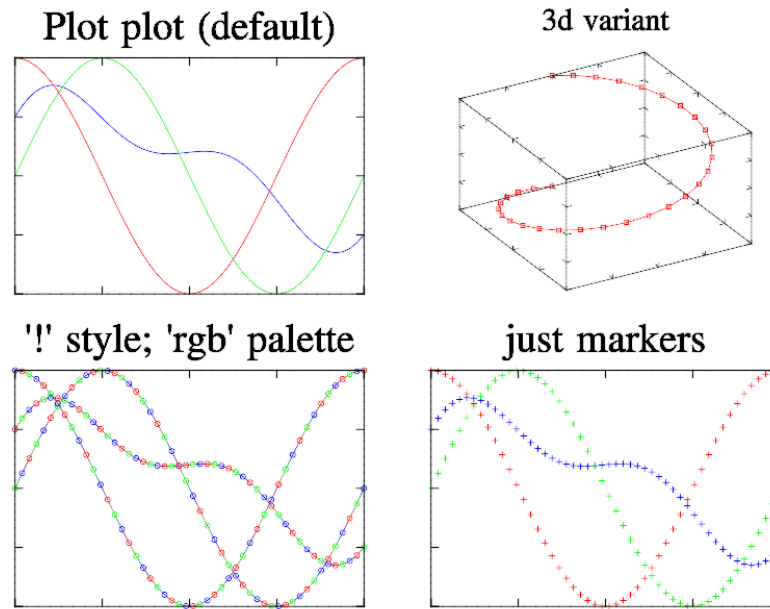 Plot plot (default)
3d variant
'!' style; 'rgb' palette
just markers